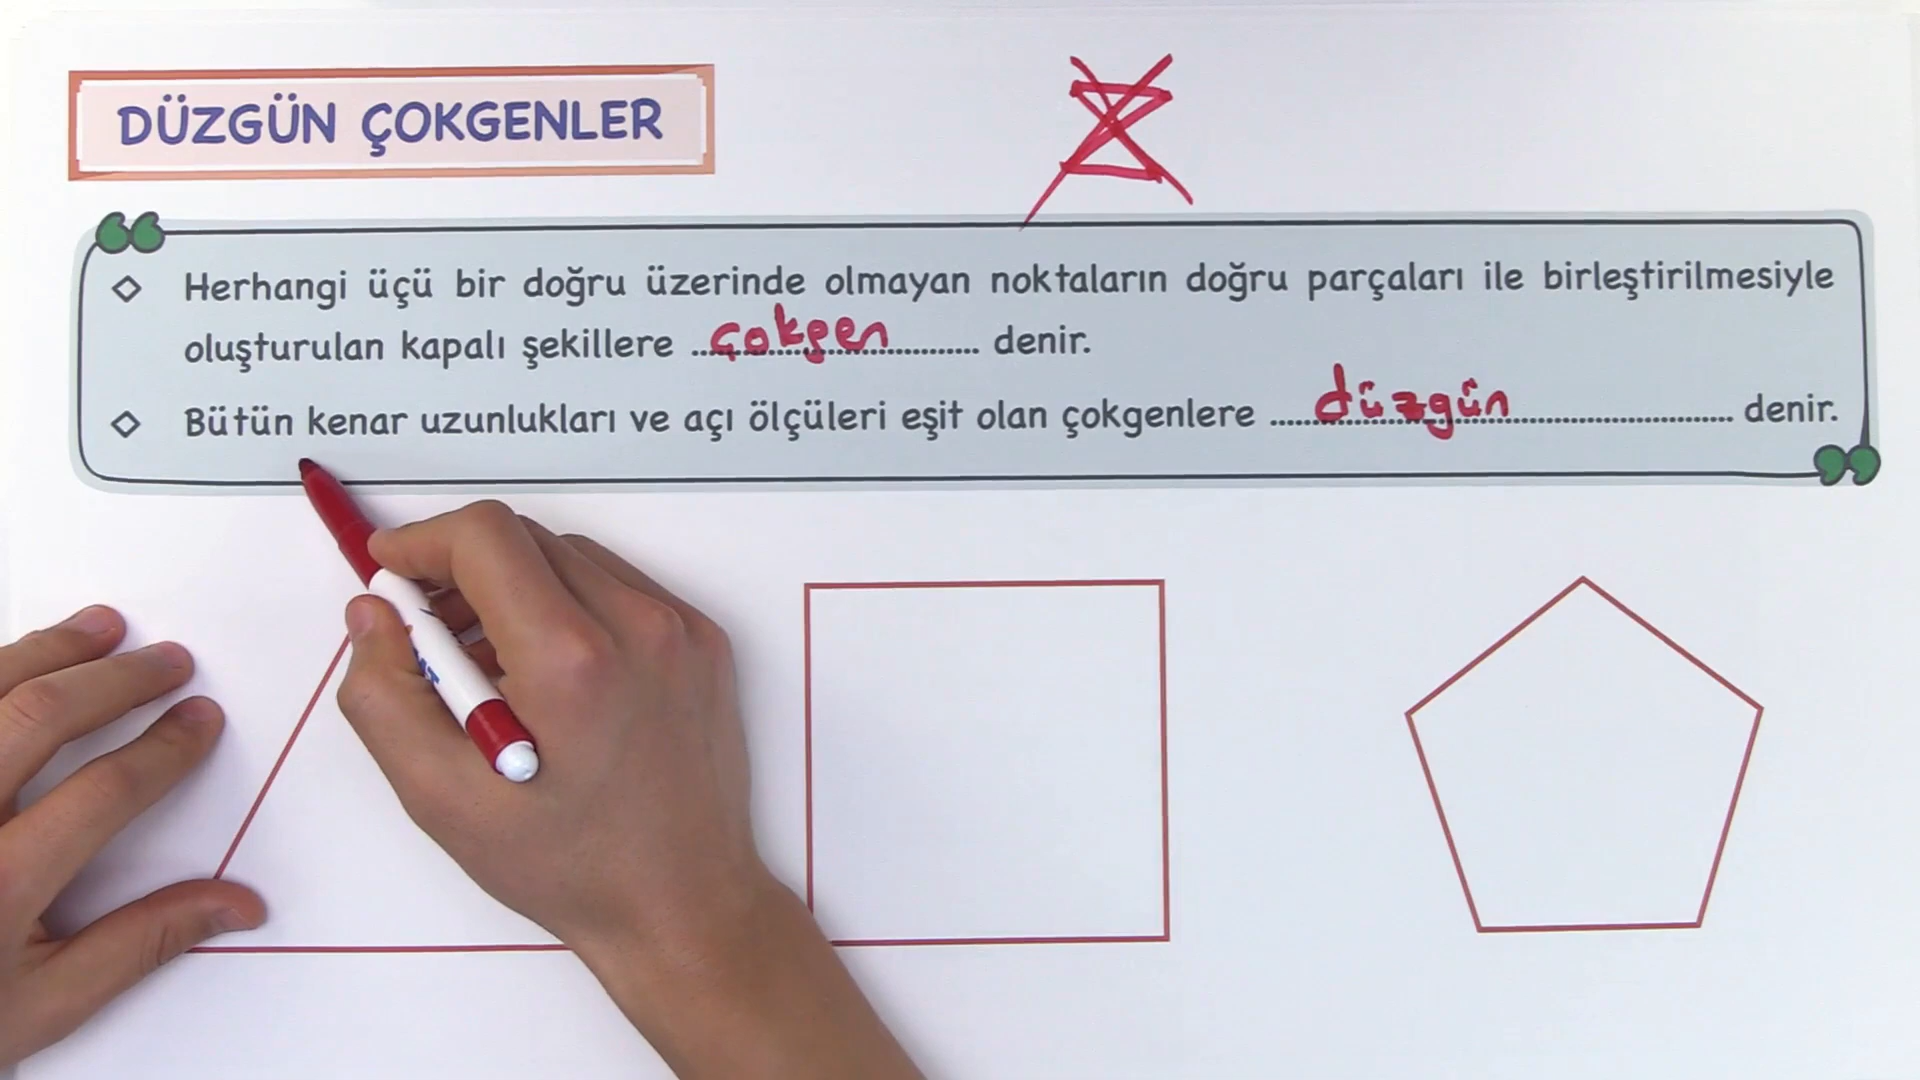 DÜZGÜN ÇOKGENLER
Herhangi üçü bir doğru üzerinde olmayan noktaların doğru parçaları ile birleştirilmesiyle
oluşturulan kapalı şekillere çokgen denir.
Bütün kenar uzunlukları ve açı ölçüleri eşit olan çokgenlere düzgün denir.